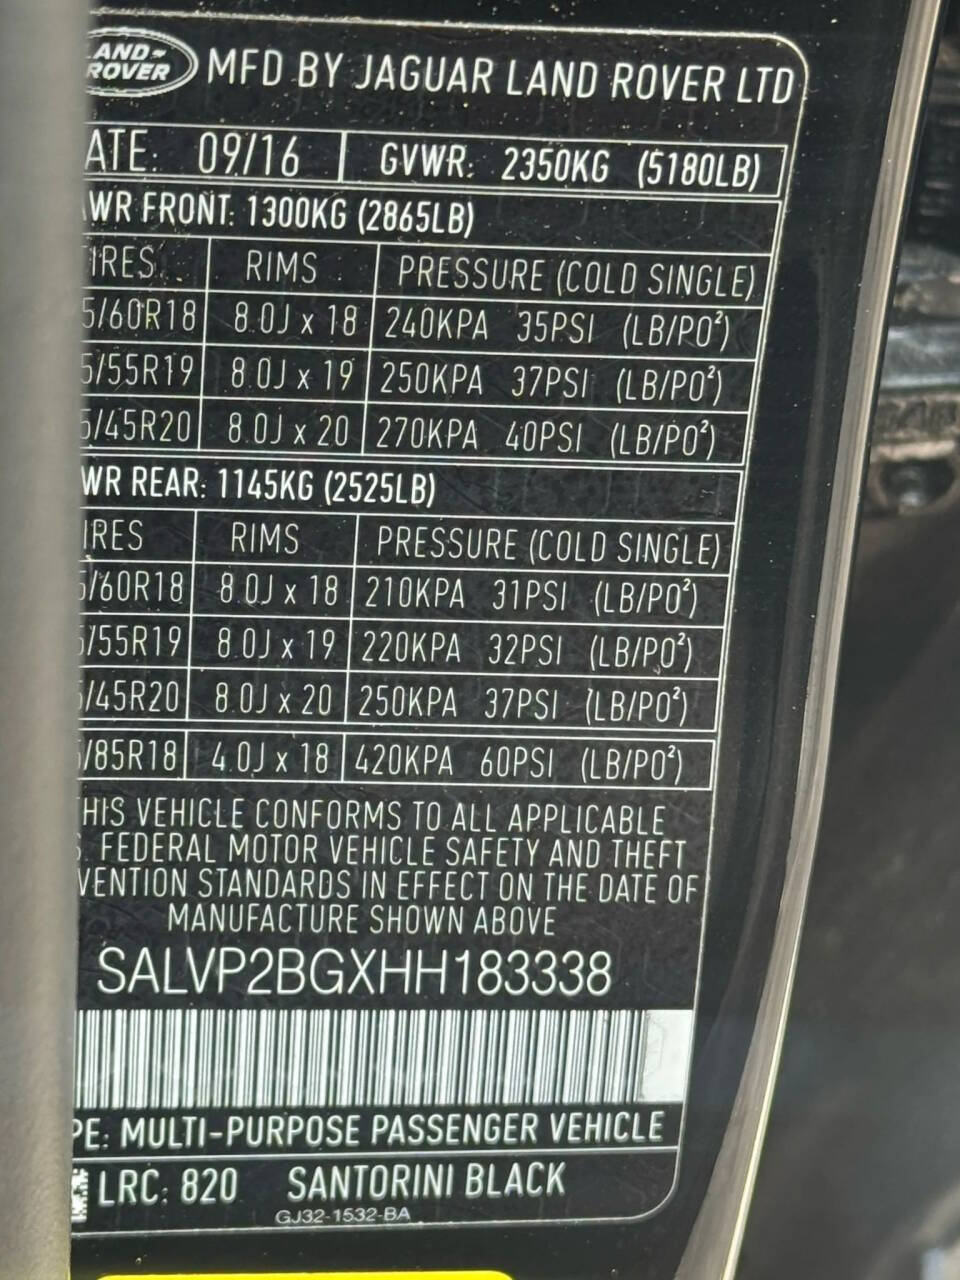 LAND ROVER
MFD BY JAGUAR LAND ROVER LTD
ATE: 09/16 GVWR: 2350KG (5180LB)
AWR FRONT: 1300KG (2865LB)
IRES RIMS PRESSURE (COLD SINGLE)
5/60R18 8.0J x 18 240KPA 35PSI (LB/PO²)
5/55R19 8.0J x 19 250KPA 37PSI (LB/PO²)
5/45R20 8.0J x 20 270KPA 40PSI (LB/PO²)
WR REAR: 1145KG (2525LB)
IRES RIMS PRESSURE (COLD SINGLE)
/60R18 8.0J x 18 210KPA 31PSI (LB/PO²)
/55R19 8.0J x 19 220KPA 32PSI (LB/PO²)
/45R20 8.0J x 20 250KPA 37PSI (LB/PO²)
/85R18 4.0J x 18 420KPA 60PSI (LB/PO²)
HIS VEHICLE CONFORMS TO ALL APPLICABLE
. FEDERAL MOTOR VEHICLE SAFETY AND THEFT
VENTION STANDARDS IN EFFECT ON THE DATE OF
MANUFACTURE SHOWN ABOVE
SALVP2BGXHH183338
PE: MULTI-PURPOSE PASSENGER VEHICLE
LRC: 820 SANTORINI BLACK
GJ32-1532-BA